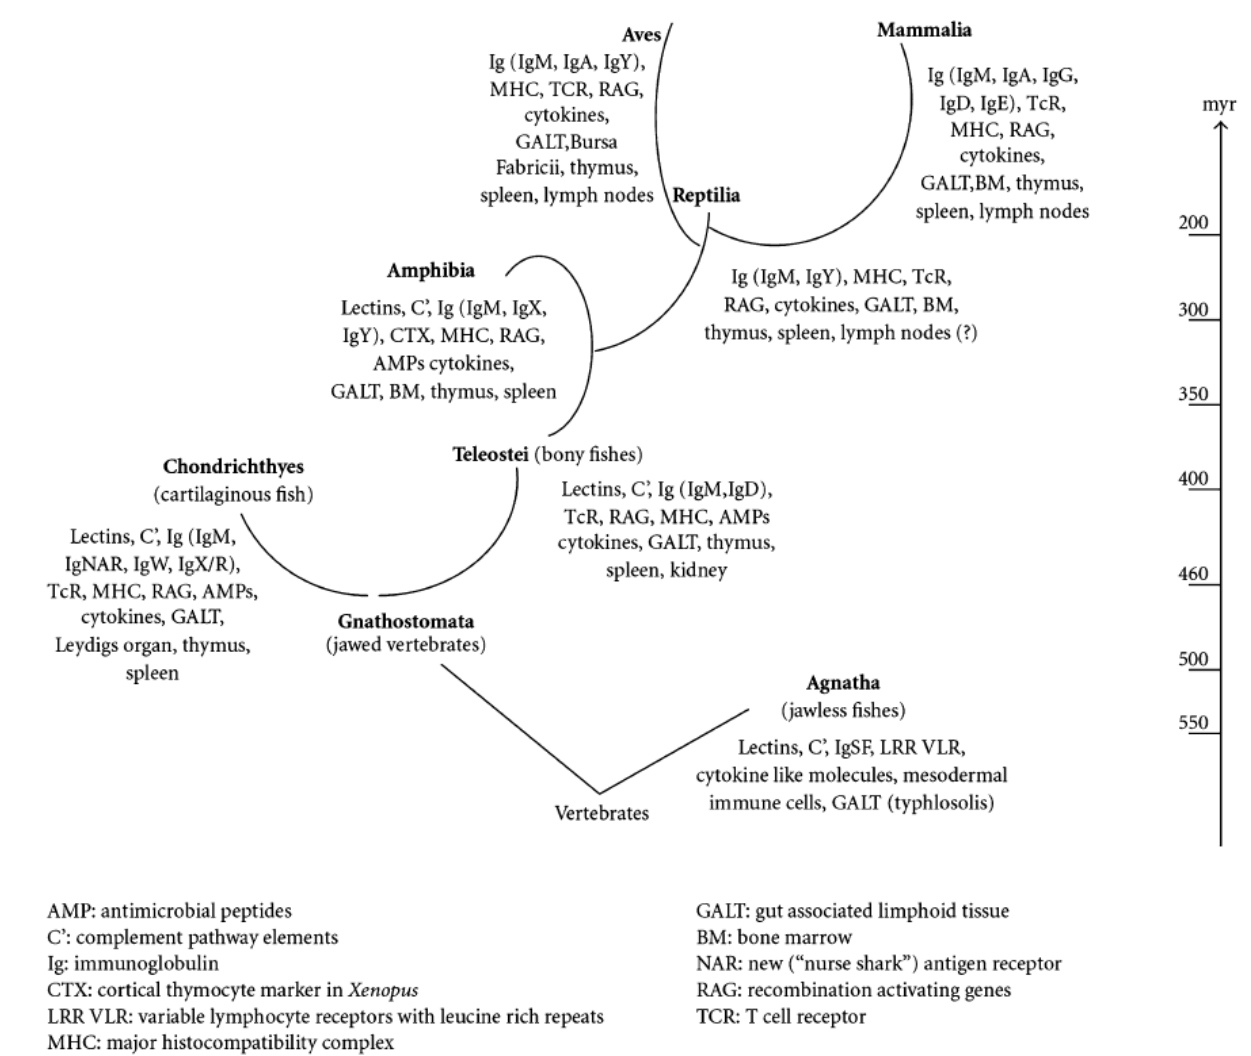 Aves
Ig (IgM, IgA, IgY),
MHC, TCR, RAG,
cytokines,
GALT,Bursa
Fabricii, thymus,
spleen, lymph nodes
Mammalia
Ig (IgM, IgA, IgG,
IgD, IgE), TcR,
MHC, RAG,
cytokines,
GALT,BM, thymus,
spleen, lymph nodes
Reptilia
Ig (IgM, IgY), MHC, TcR,
RAG, cytokines, GALT, BM,
thymus, spleen, lymph nodes (?)
Amphibia
Lectins, C’, Ig (IgM, IgX,
IgY), CTX, MHC, RAG,
AMPs cytokines,
GALT, BM, thymus, spleen
Teleostei (bony fishes)
Lectins, C’, Ig (IgM,IgD),
TcR, RAG, MHC, AMPs
cytokines, GALT, thymus,
spleen, kidney
Chondrichthyes
(cartilaginous fish)
Lectins, C’, Ig (IgM,
IgNAR, IgW, IgX/R),
TcR, MHC, RAG, AMPs,
cytokines, GALT,
Leydigs organ, thymus,
spleen
Gnathostomata
(jawed vertebrates)
Agnatha
(jawless fishes)
Lectins, C’, IgSF, LRR VLR,
cytokine like molecules, mesodermal
immune cells, GALT (typhlosolis)
Vertebrates
myr
200
300
350
400
460
500
550
AMP: antimicrobial peptides
C’: complement pathway elements
Ig: immunoglobulin
CTX: cortical thymocyte marker in Xenopus
LRR VLR: variable lymphocyte receptors with leucine rich repeats
MHC: major histocompatibility complex
GALT: gut associated limphoid tissue
BM: bone marrow
NAR: new (“nurse shark”) antigen receptor
RAG: recombination activating genes
TCR: T cell receptor